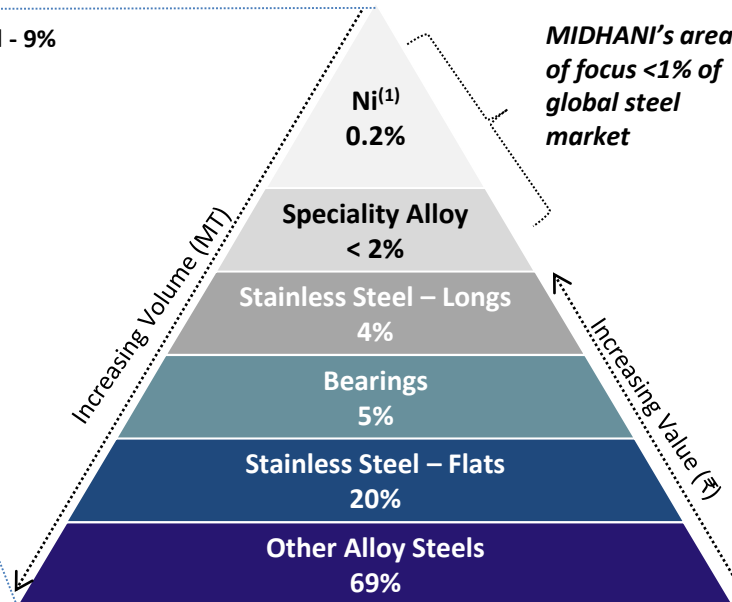 - 9%
MIDHANI's area
of focus <1% of
global steel
market
Ni(1)
0.2%
Speciality Alloy
< 2%
Stainless Steel – Longs
4%
Bearings
5%
Stainless Steel – Flats
20%
Other Alloy Steels
69%
Increasing Volume (MT)
Increasing Value (₹)